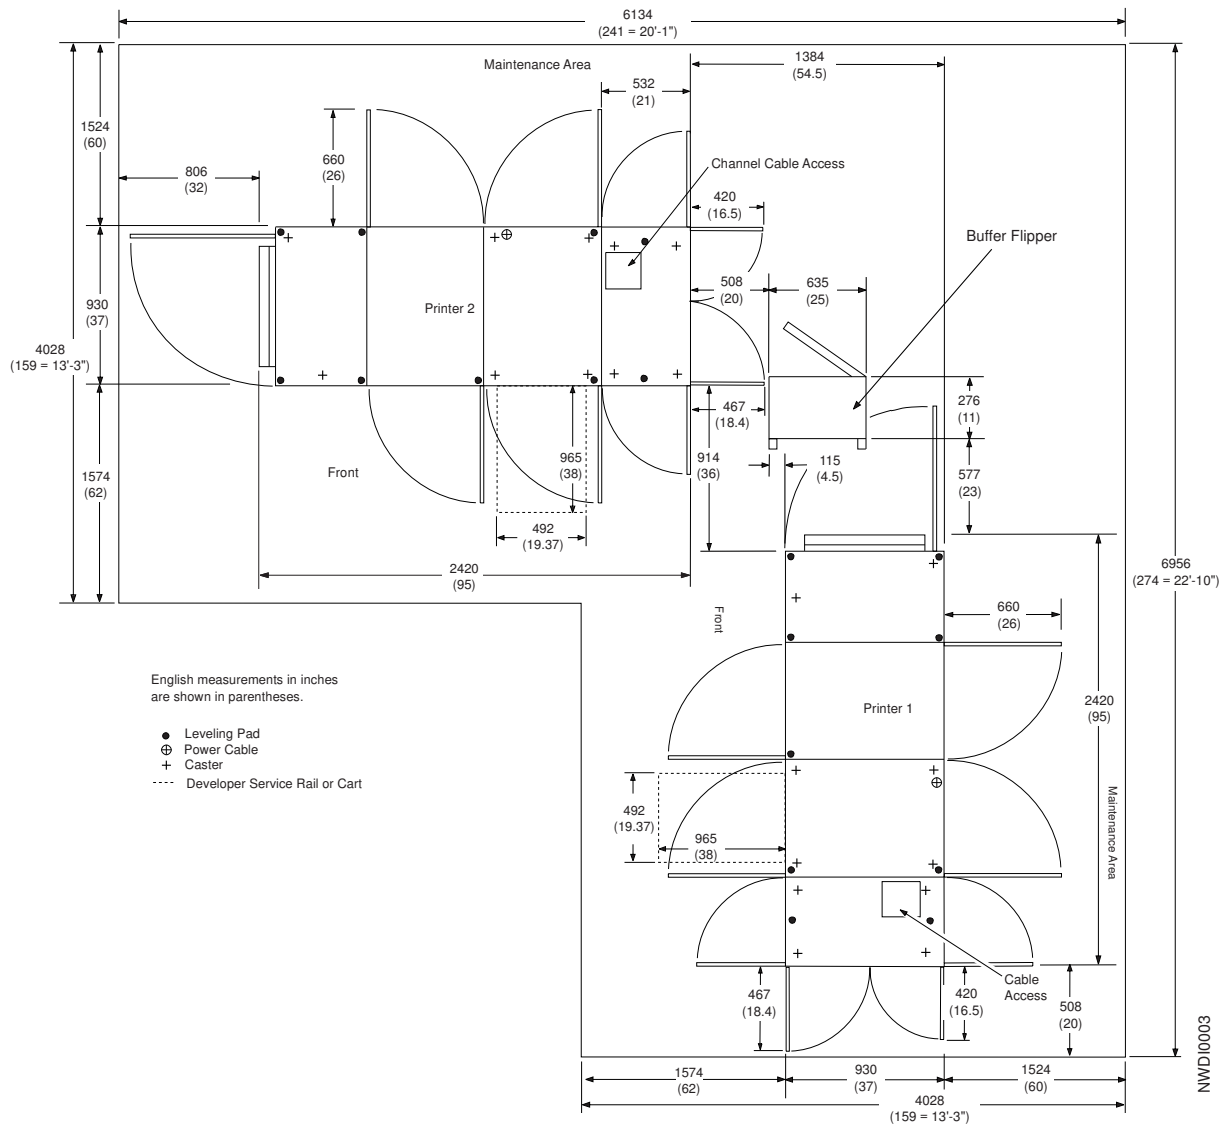 6134
(241 = 20'-1")
Maintenance Area
1384
(54.5)
532
(21)
1524
(60)
660
(26)
806
(32)
Channel Cable Access
420
(16.5)
Buffer Flipper
508
(20)
635
(25)
930
(37)
Printer 2
4028
(159 = 13'-3")
467
(18.4)
276
(11)
1574
(62)
Front
965
(38)
914
(36)
115
(4.5)
577
(23)
492
(19.37)
2420
(95)
6956
(274 = 22'-10")
Front
660
(26)
English measurements in inches
are shown in parentheses.
Leveling Pad
Power Cable
Caster
Developer Service Rail or Cart
Printer 1
2420
(95)
492
(19.37)
965
(38)
Maintenance Area
Cable
Access
467
(18.4)
420
(16.5)
508
(20)
NWDI0003
1574
(62)
930
(37)
1524
(60)
4028
(159 = 13'-3")